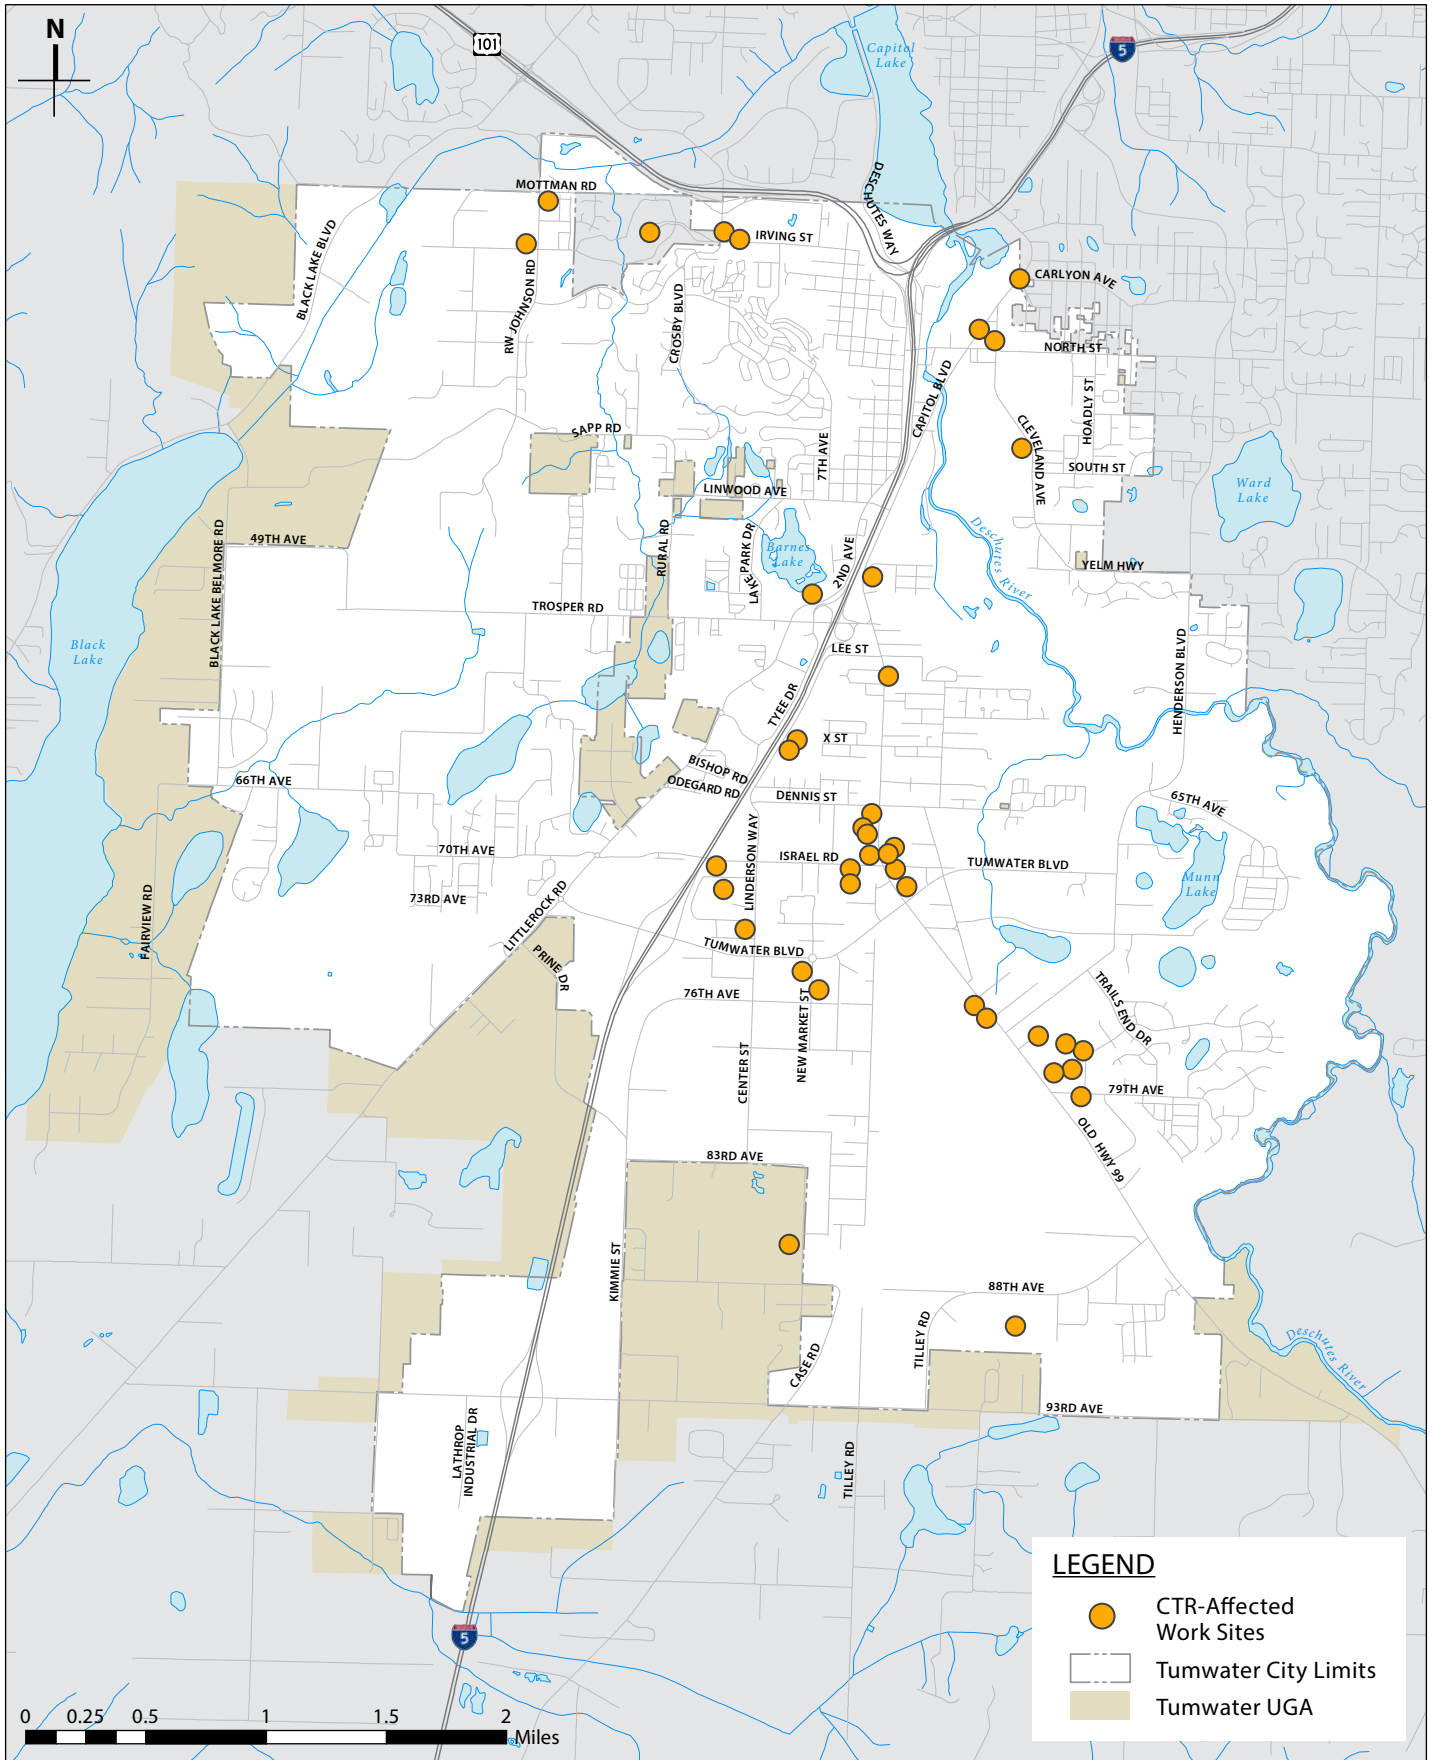 N
101
5
Capitol
Lake
DESCHUTES WAY
MOTTMAN RD
IRVING ST
BLACK LAKE BLVD
RW JOHNSON RD
CROSBY BLVD
CARLYON AVE
NORTH ST
HOADLY ST
CAPITOL BLVD
CLEVELAND AVE
SOUTH ST
SAPP RD
7TH AVE
LINWOOD AVE
Ward
Lake
49TH AVE
BLACK LAKE BELMORE RD
RURAL RD
LAKE PARK DR
Barnes
Lake
2ND AVE
Deschutes
River
YELM HWY
TROSPER RD
LEE ST
HENDERSON BLVD
Black
Lake
TYEE DR
X ST
BISHOP RD
ODEGARD RD
DENNIS ST
66TH AVE
65TH AVE
70TH AVE
ISRAEL RD
TUMWATER BLVD
LINDERSON WAY
Munn
Lake
73RD AVE
FAIRVIEW RD
LITTLEROCK RD
TUMWATER BLVD
PRINE DR
76TH AVE
NEW MARKET ST
CENTER ST
TRAILS END DR
79TH AVE
OLD HWY 99
83RD AVE
KIMMIE ST
88TH AVE
TILLEY RD
CASE RD
Deschutes
River
93RD AVE
LATHROP
INDUSTRIAL DR
TILLEY RD
5
LEGEND
CTR-Affected
Work Sites
Tumwater City Limits
Tumwater UGA
0 0.25 0.5 1 1.5 2
Miles